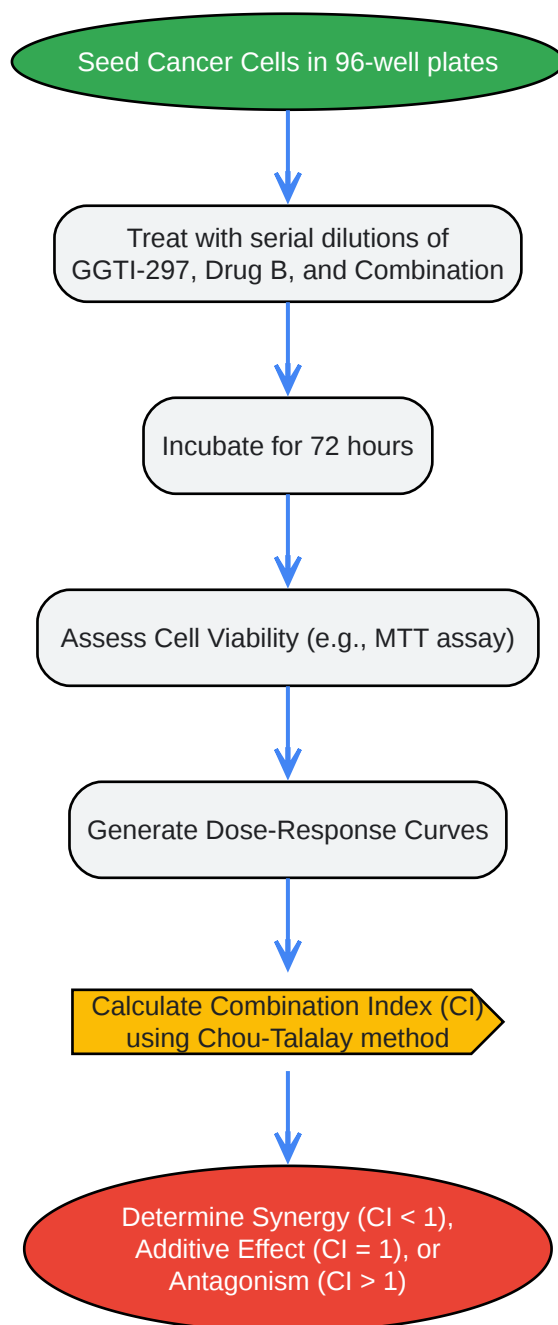 Seed Cancer Cells in 96-well plates
Treat with serial dilutions of
GGTI-297, Drug B, and Combination
Incubate for 72 hours
Assess Cell Viability (e.g., MTT assay)
Generate Dose-Response Curves
Calculate Combination Index (CI)
using Chou-Talalay method
Determine Synergy (CI < 1),
Additive Effect (CI = 1), or
Antagonism (CI > 1)